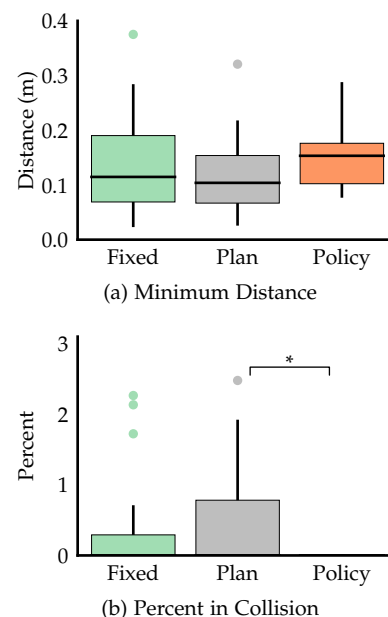 0.4
0.3
0.2
0.1
0.0
Distance (m)
Fixed Plan Policy
(a) Minimum Distance
3
2
1
0
Percent
*
Fixed Plan Policy
(b) Percent in Collision